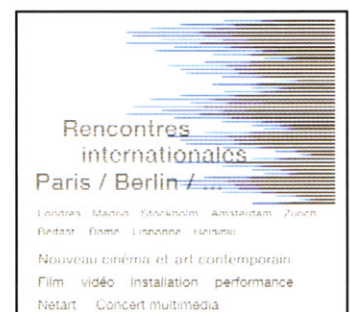 Rencontres
internationales
Paris / Berlin / ...
Londres Madrid Stockholm Amsterdam Zurich
Belfast Rome Lisbonne Helsinki
Nouveau cinéma et art contemporain
Film vidéo Installation performance
Netart Concert multimédia